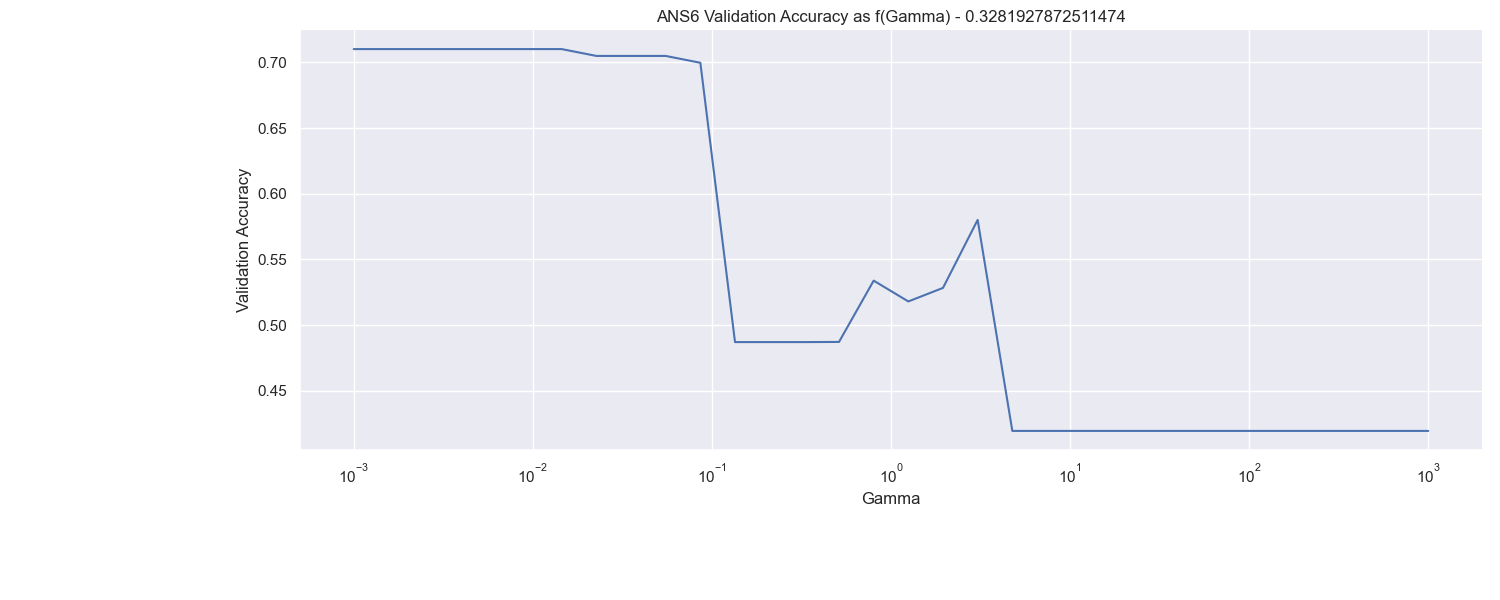 ANS6 Validation Accuracy as f(Gamma) - 0.3281927872511474
Validation Accuracy
0.70
0.65
0.60
0.55
0.50
0.45
10⁻³ 10⁻² 10⁻¹ 10⁰ 10¹ 10² 10³
Gamma